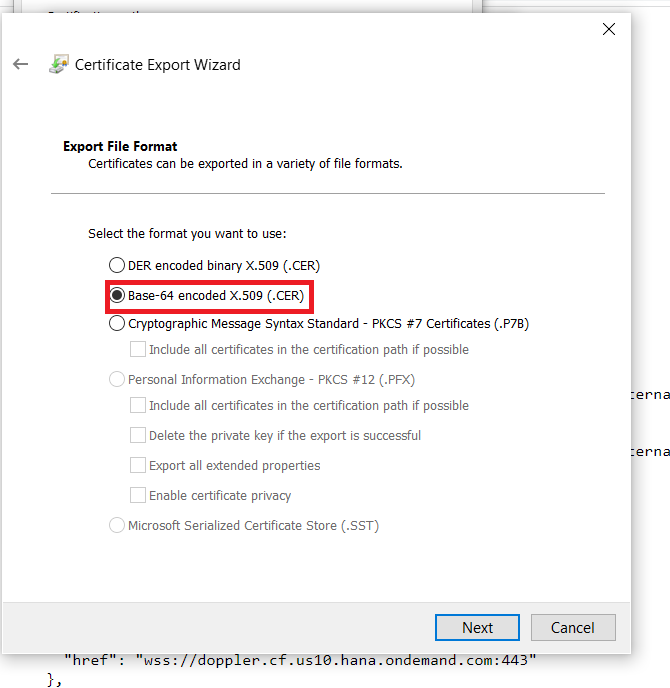 Certificate Export Wizard
Export File Format
Certificates can be exported in a variety of file formats.
Select the format you want to use:
DER encoded binary X.509 (.CER)
Base-64 encoded X.509 (.CER)
Cryptographic Message Syntax Standard - PKCS #7 Certificates (.P7B)
Include all certificates in the certification path if possible
Personal Information Exchange - PKCS #12 (.PFX)
Include all certificates in the certification path if possible
Delete the private key if the export is successful
Export all extended properties
Enable certificate privacy
Microsoft Serialized Certificate Store (.SST)
terna
terna
Next
Cancel
"href": "wss://doppler.cf.us10.hana.ondemand.com:443"
},